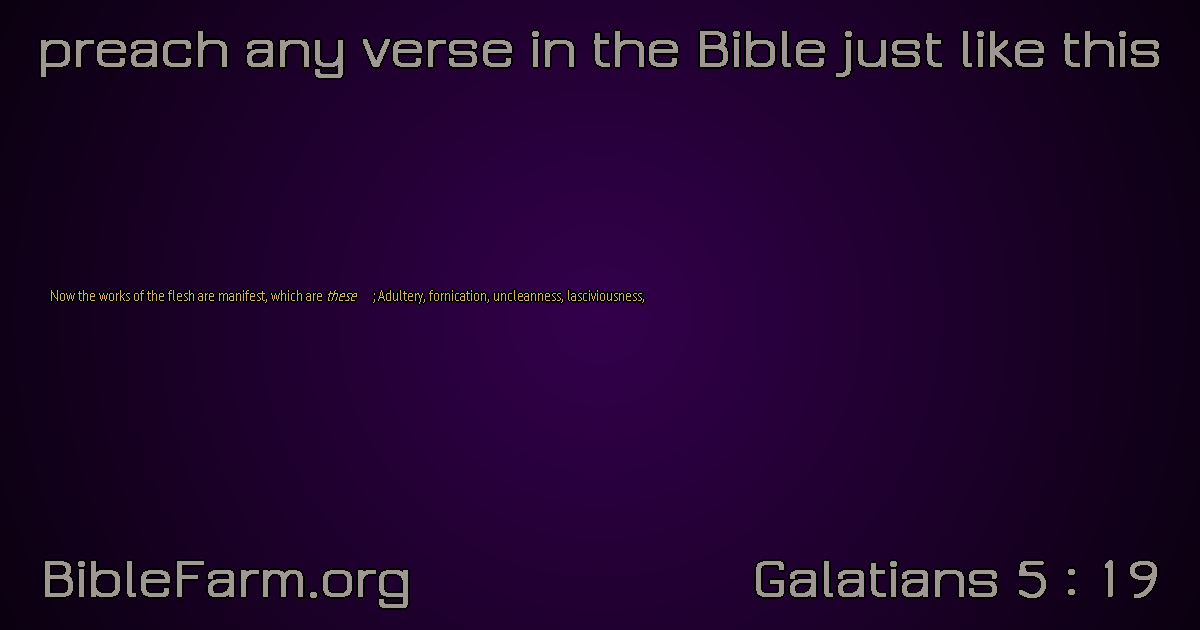 preach any verse in the Bible just like this
Now the works of the flesh are manifest, which are these ; Adultery, fornication, uncleanness, lasciviousness,
BibleFarm.org
Galatians 5 : 19